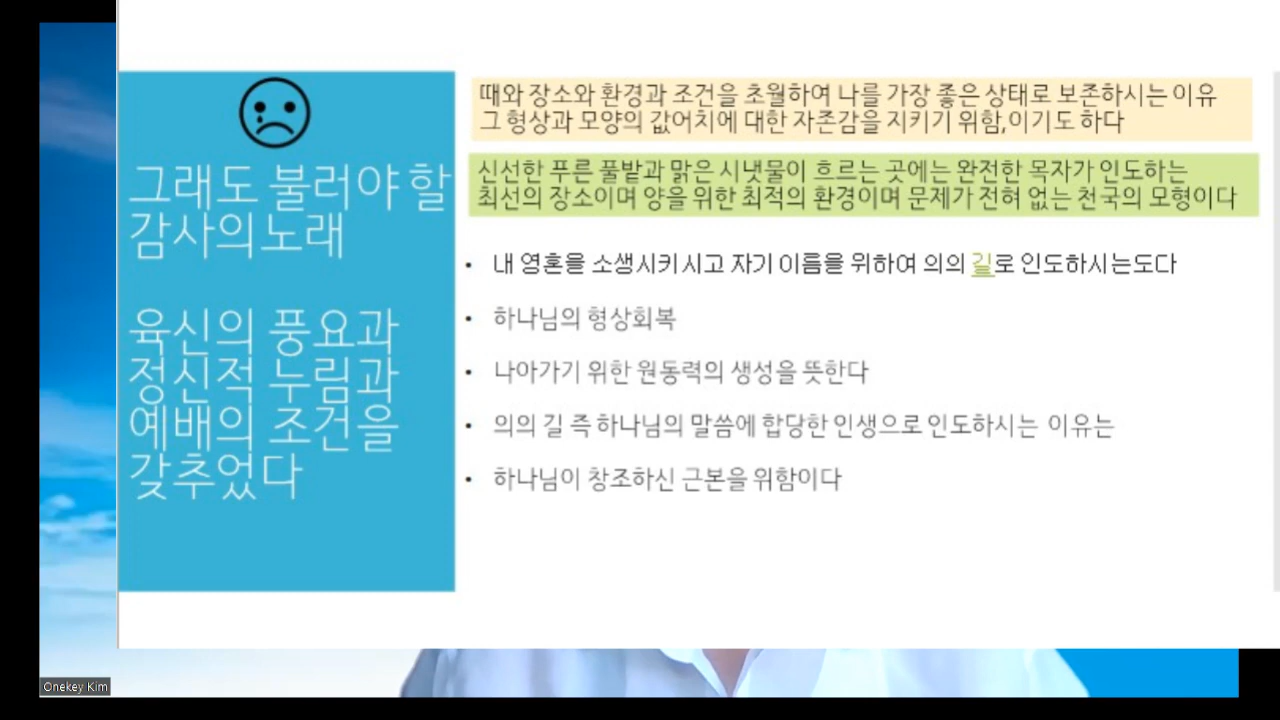 그래도 불러야 할
감사의노래
육신의 풍요과
정신적 누림과
예배의 조건을
갖추었다
때와 장소와 환경과 조건을 초월하여 나를 가장 좋은 상태로 보존하시는 이유
그 형상과 모양의 값어치에 대한 자존감을 지키기 위함,이기도 하다
신선한 푸른 풀밭과 맑은 시냇물이 흐르는 곳에는 완전한 목자가 인도하는
최선의 장소이며 양을 위한 최적의 환경이며 문제가 전혀 없는 천국의 모형이다
• 내 영혼을 소생시키시고 자기 이름을 위하여 의의 길로 인도하시는도다
• 하나님의 형상회복
• 나아가기 위한 원동력의 생성을 뜻한다
• 의의 길 즉 하나님의 말씀에 합당한 인생으로 인도하시는 이유는
• 하나님이 창조하신 근본을 위함이다
Onekey Kim